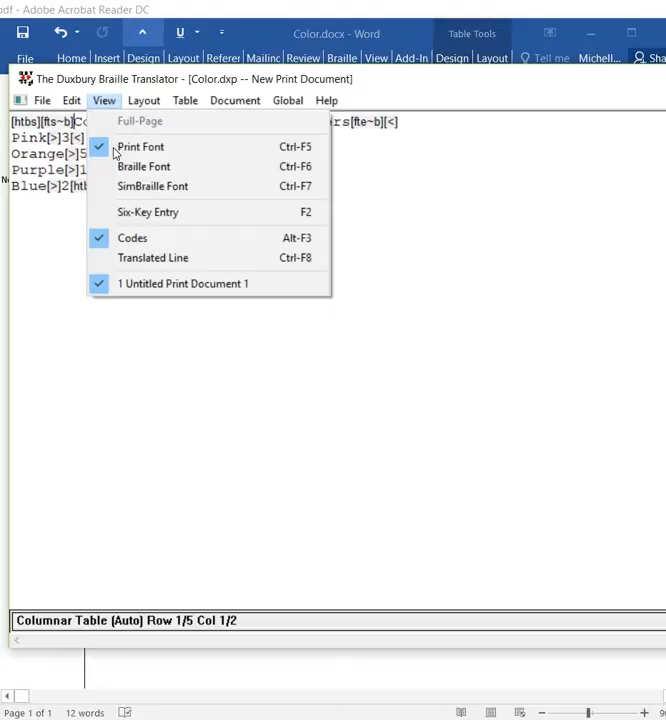 odf - Adobe Acrobat Reader DC
Color.docx - Word
Table Tools
File Home Insert Design Layout Referer Mailing Review Braille View Add-In Design Layout Tell me Michell... Sha
The Duxbury Braille Translator - [Color.dxp -- New Print Document]
File Edit View Layout Table Document Global Help
[htbs][fts~b]Co rs[fte~b][<]
Pink[>]3[<]
Orange[>]5
Purple[>]1
Blue[>]2[htb
Full-Page
Print Font Ctrl-F5
Braille Font Ctrl-F6
SimBraille Font Ctrl-F7
Six-Key Entry F2
Codes Alt-F3
Translated Line Ctrl-F8
1 Untitled Print Document 1
Columnar Table (Auto) Row 1/5 Col 1/2
Page 1 of 1 12 words